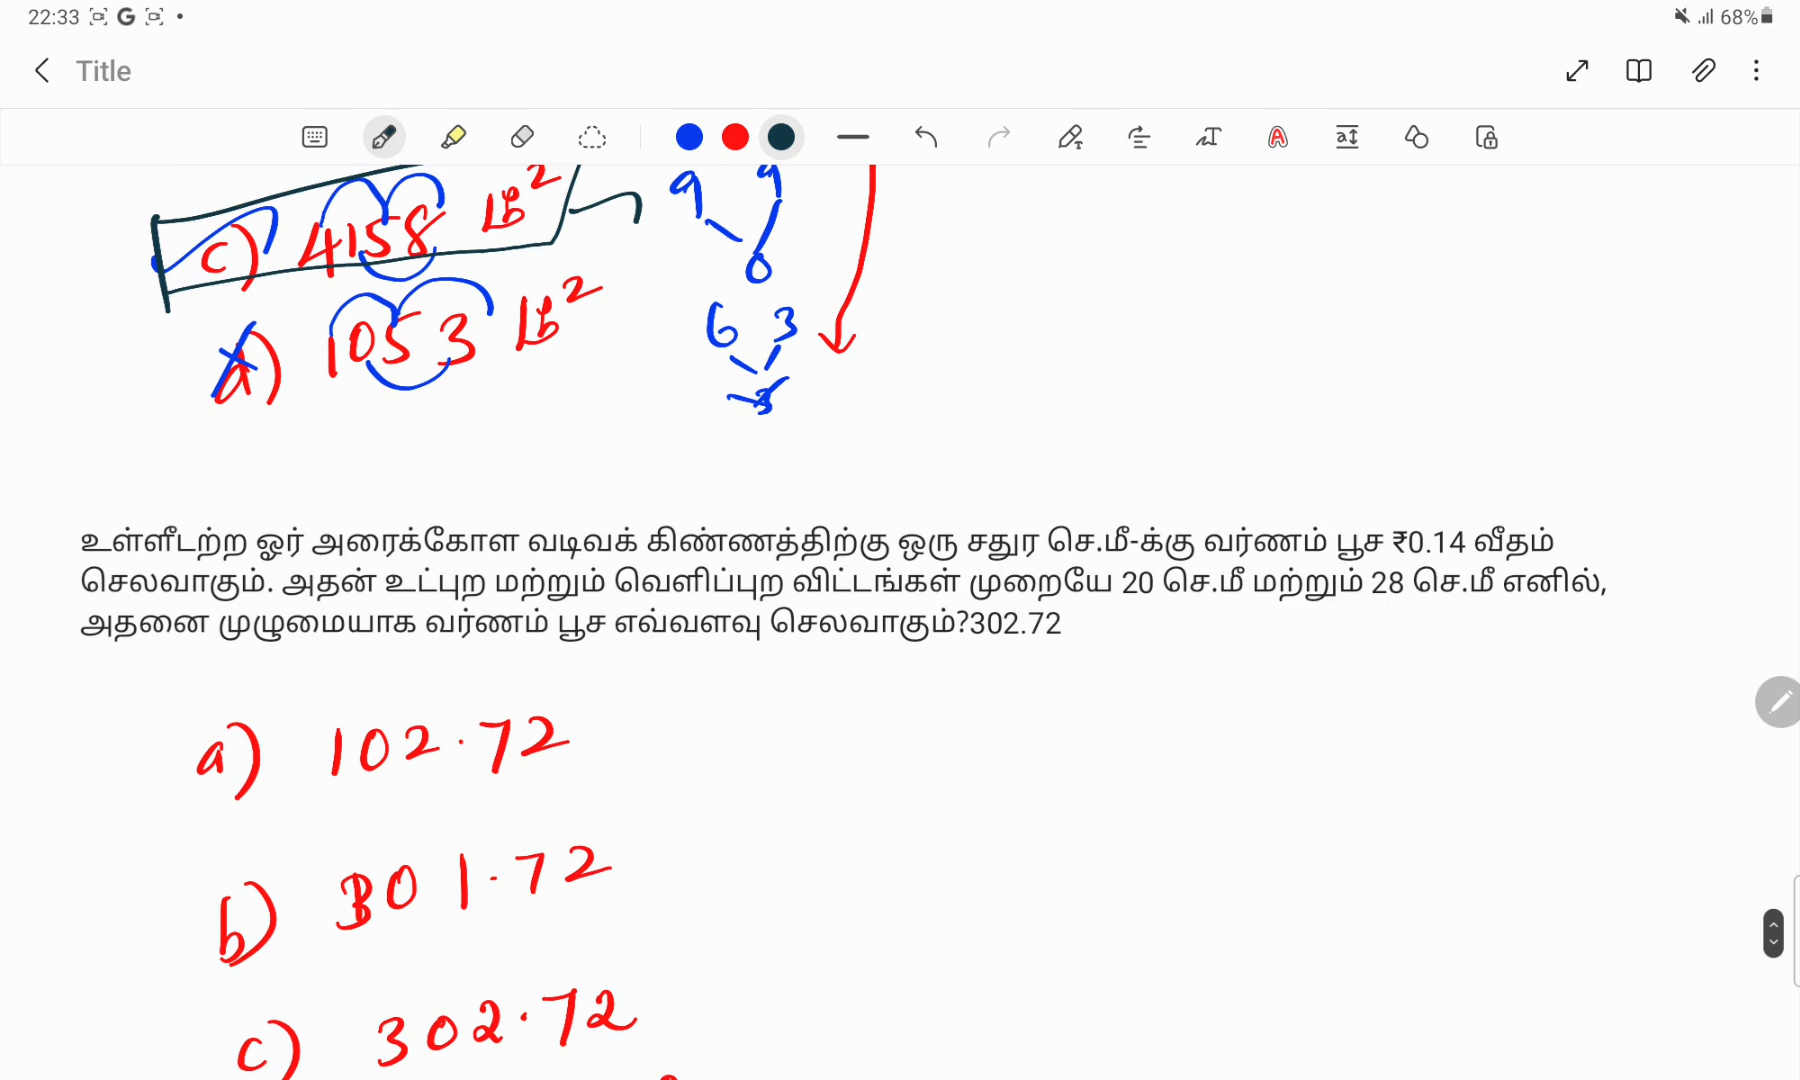 22:33
68%
Title
c) 4158 மீ²
9 9
0
d) 1053 மீ²
6 3
உள்ளீடற்ற ஓர் அரைக்கோள வடிவக் கிண்ணத்திற்கு ஒரு சதுர செ.மீ-க்கு வர்ணம் பூச ₹0.14 வீதம்
செலவாகும். அதன் உட்புற மற்றும் வெளிப்புற விட்டங்கள் முறையே 20 செ.மீ மற்றும் 28 செ.மீ எனில்,
அதனை முழுமையாக வர்ணம் பூச எவ்வளவு செலவாகும்?302.72
a) 102.72
b) 301.72
c) 302.72